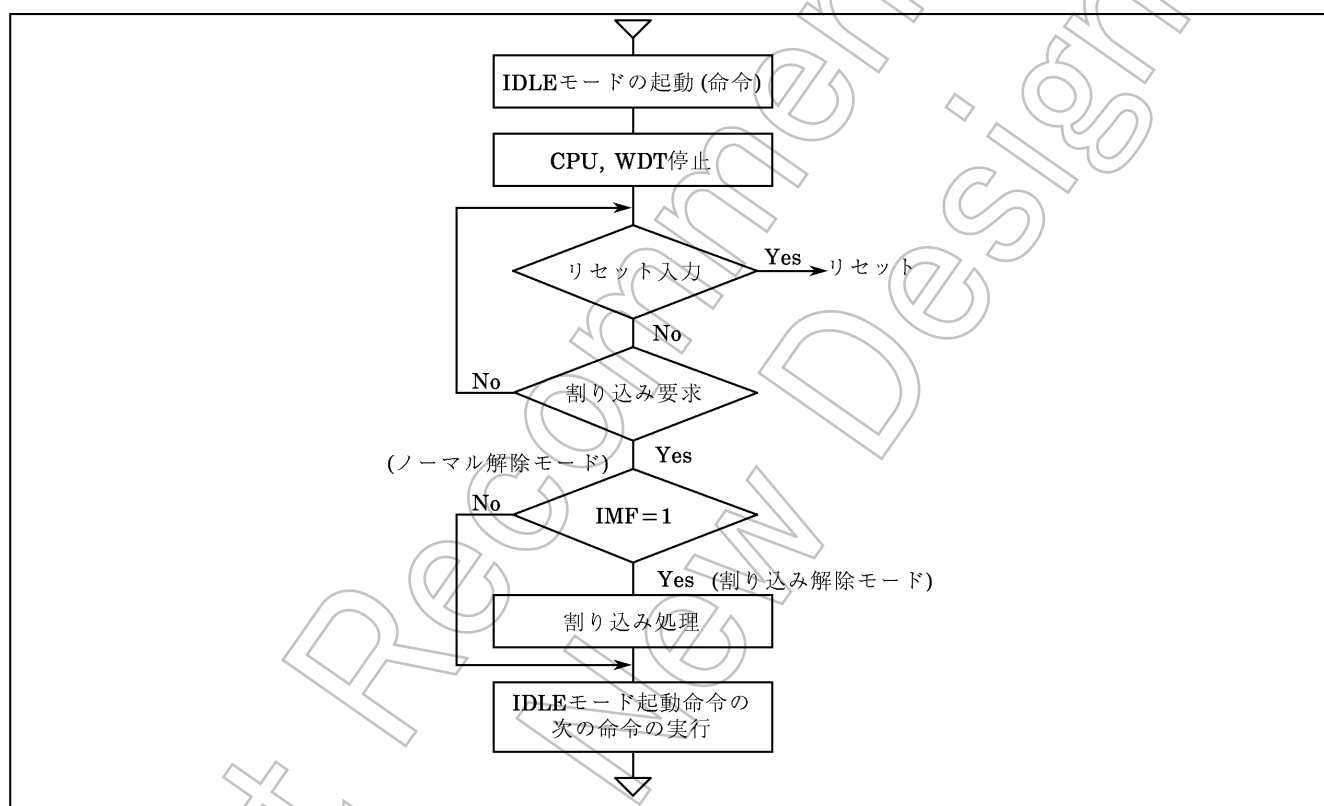 IDLEモードの起動 (命令)
CPU, WDT停止
リセット入力
Yes
リセット
No
割り込み要求
No
Yes
(ノーマル解除モード)
IMF=1
No
Yes (割り込み解除モード)
割り込み処理
IDLEモード起動命令の
次の命令の実行
Recommen
New Design